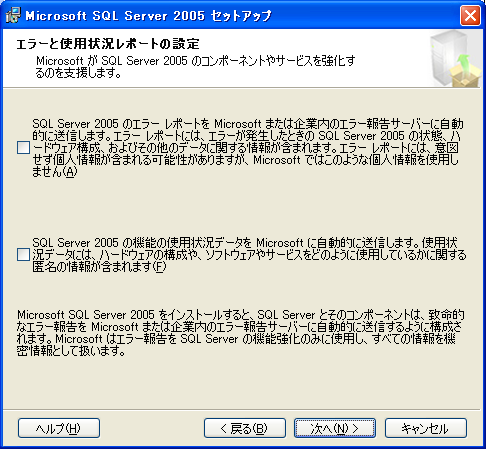 Microsoft SQL Server 2005 セットアップ
エラーと使用状況レポートの設定
Microsoft が SQL Server 2005 のコンポーネントやサービスを強化す
るのを支援します。
SQL Server 2005 のエラー レポートを Microsoft または企業内のエラー報告サーバーに自動
的に送信します。エラー レポートには、エラーが発生したときの SQL Server 2005 の状態、ハ
ードウェア構成、およびその他のデータに関する情報が含まれます。エラー レポートには、意図
せず個人情報が含まれる可能性がありますが、Microsoft ではこのような個人情報を使用し
ません(A)
SQL Server 2005 の機能の使用状況データを Microsoft に自動的に送信します。使用状
況データには、ハードウェアの構成や、ソフトウェアやサービスをどのように使用しているかに関する
匿名の情報が含まれます(F)
Microsoft SQL Server 2005 をインストールすると、SQL Server とそのコンポーネントは、致命的
なエラー報告を Microsoft または企業内のエラー報告サーバーに自動的に送信するように構成さ
れます。Microsoft はエラー報告を SQL Server の機能強化のみに使用し、すべての情報を機
密情報として扱います。
ヘルプ(H)
< 戻る(B)
次へ(N) >
キャンセル